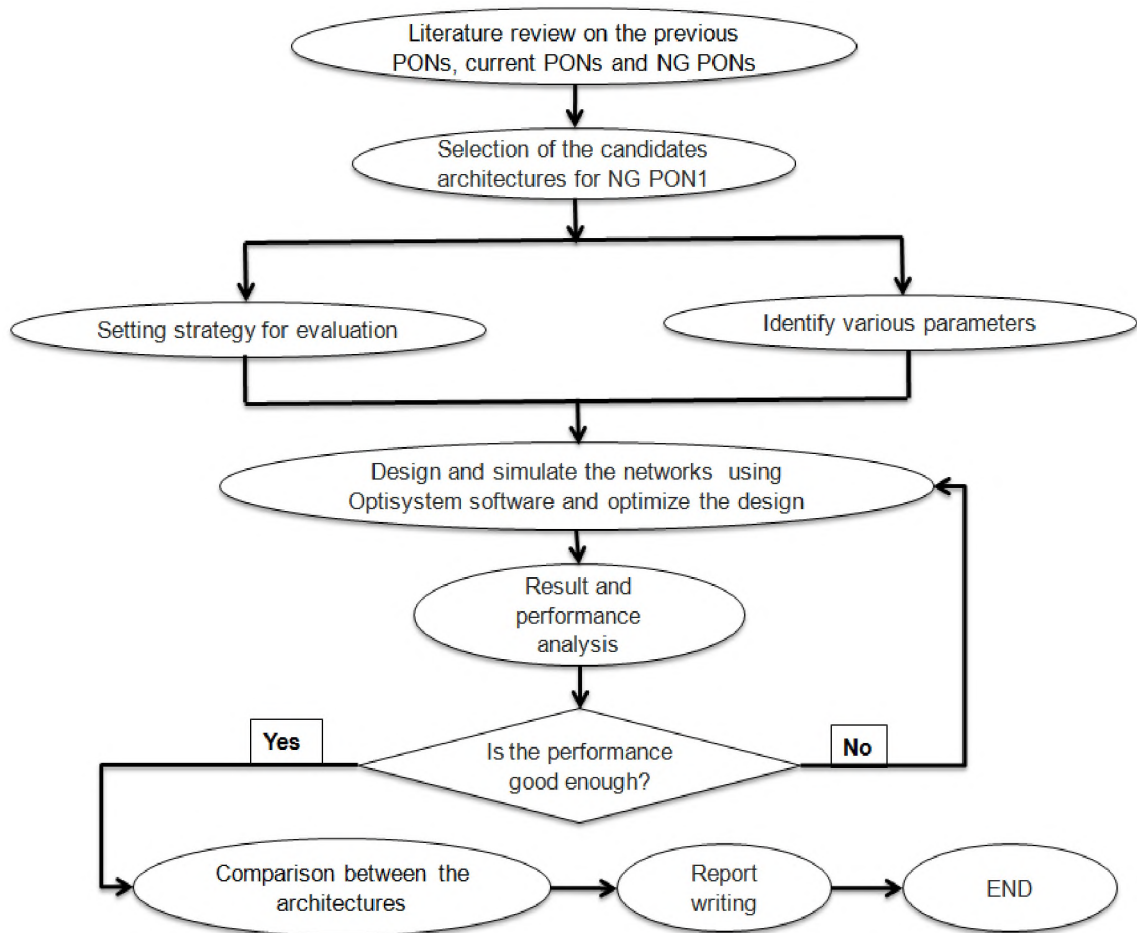 Literature review on the previous
PONs, current PONs and NG PONs
Selection of the candidates
architectures for NG PON1
Setting strategy for evaluation
Identify various parameters
Design and simulate the networks using
Optisystem software and optimize the design
Result and
performance
analysis
Yes
Is the performance
good enough?
No
Comparison between the
architectures
Report
writing
END